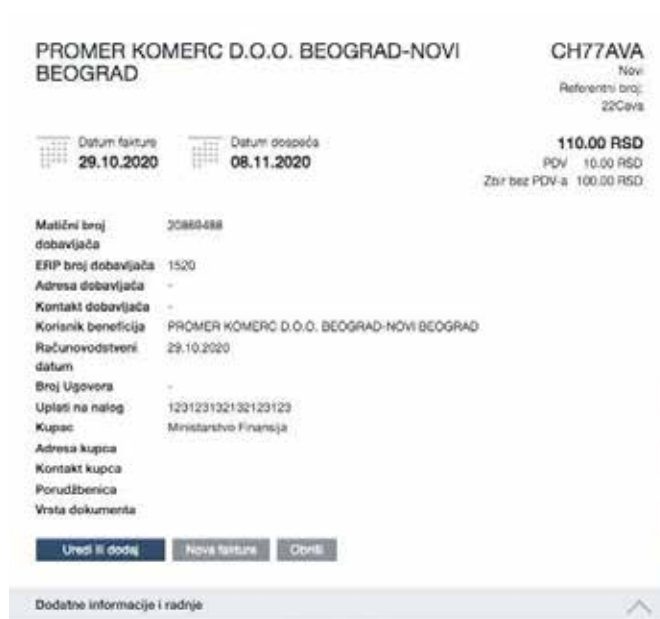 PROMER KOMERC D.O.O. BEOGRAD-NOVI
BEOGRAD
CH77AVA
Novi
Referentni broj:
22Cava
Datum fakture
29.10.2020
Datum dospeća
08.11.2020
110.00 RSD
PDV 10.00 RSD
Zbir bez PDV-a 100.00 RSD
Matični broj
dobavljača
20869488
ERP broj dobavljača 1520
Adresa dobavljača -
Kontakt dobavljača -
Korisnik beneficija PROMER KOMERC D.O.O. BEOGRAD-NOVI BEOGRAD
Računovodstveni
datum
29.10.2020
Broj Ugovora -
Uplati na nalog 123123132132123123
Kupac Ministarstvo Finansija
Adresa kupca
Kontakt kupca
Porudžbenica
Vrsta dokumenta
Uredi ili dodaj Nova faktura Obriši
Dodatne informacije i radnje